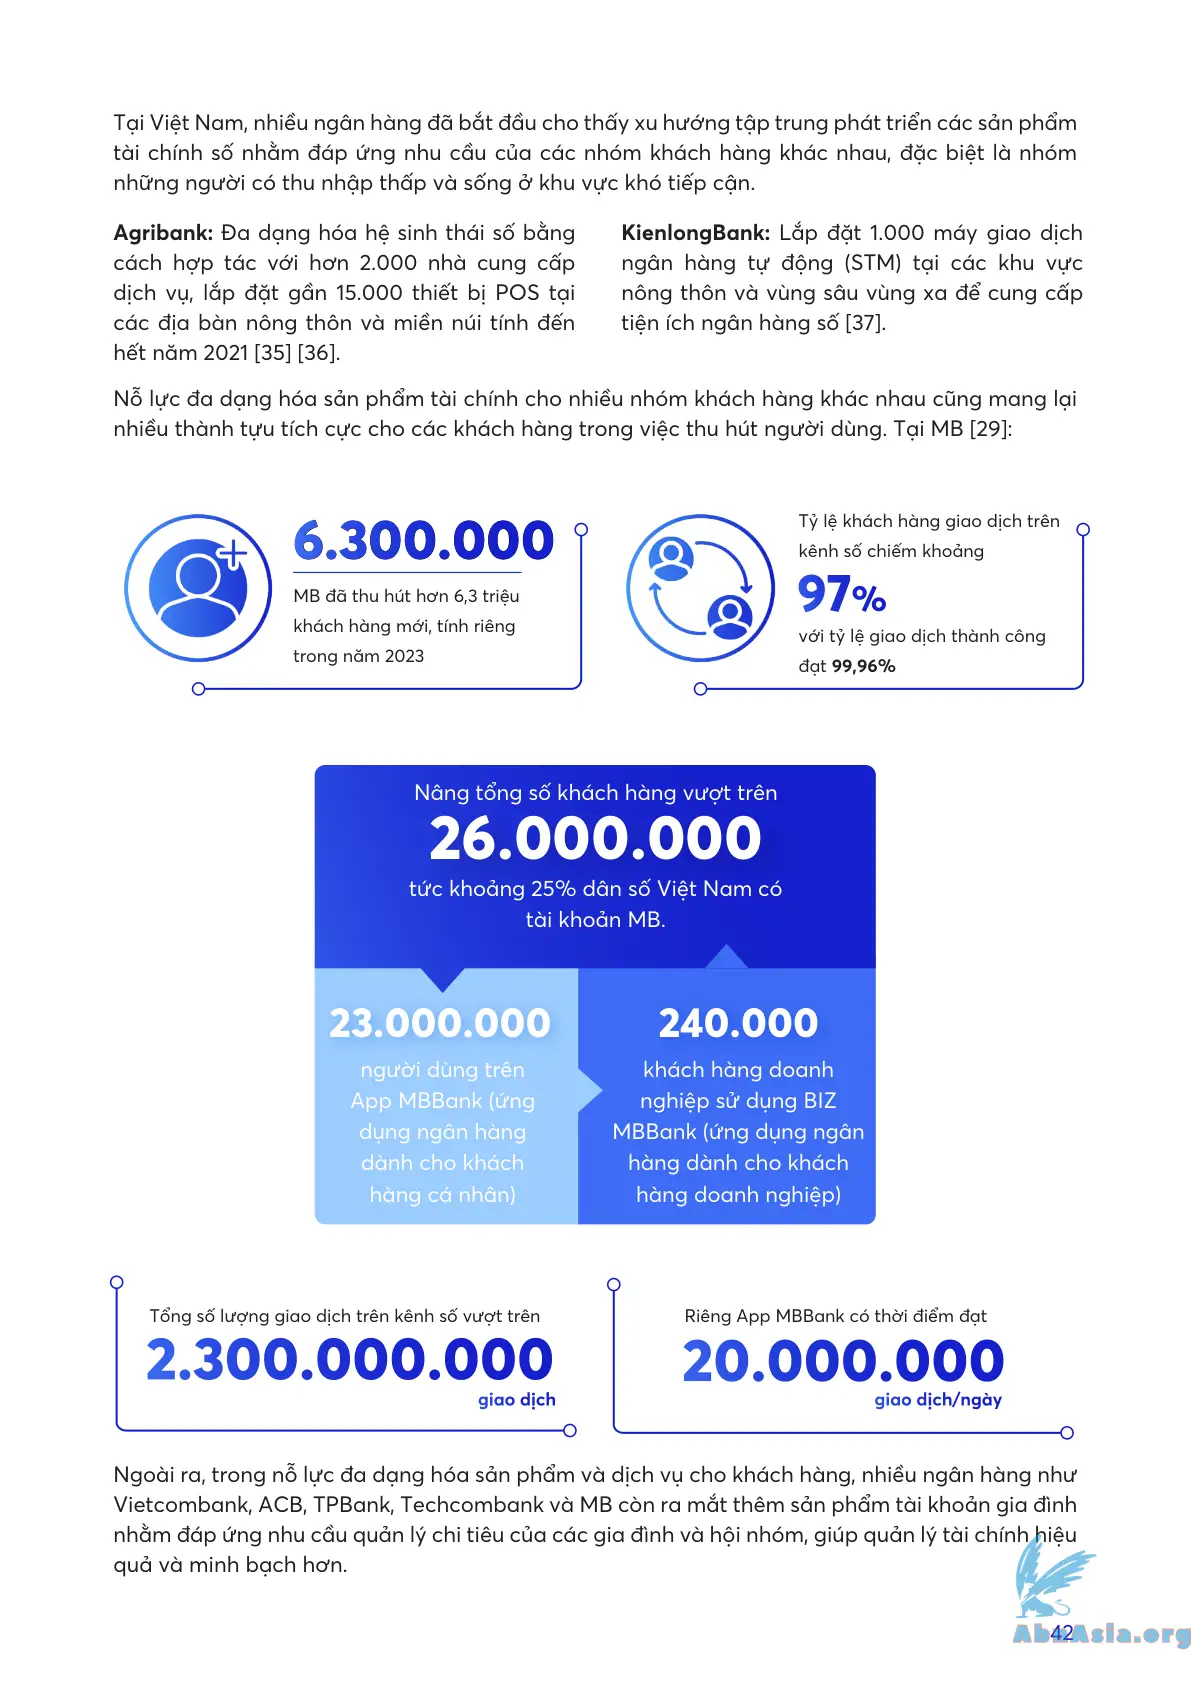 Tại Việt Nam, nhiều ngân hàng đã bắt đầu cho thấy xu hướng tập trung phát triển các sản phẩm
tài chính số nhằm đáp ứng nhu cầu của các nhóm khách hàng khác nhau, đặc biệt là nhóm
những người có thu nhập thấp và sống ở khu vực khó tiếp cận.
Agribank: Đa dạng hóa hệ sinh thái số bằng
cách hợp tác với hơn 2.000 nhà cung cấp
dịch vụ, lắp đặt gần 15.000 thiết bị POS tại
các địa bàn nông thôn và miền núi tính đến
hết năm 2021 [35] [36].
KienlongBank: Lắp đặt 1.000 máy giao dịch
ngân hàng tự động (STM) tại các khu vực
nông thôn và vùng sâu vùng xa để cung cấp
tiện ích ngân hàng số [37].
Nỗ lực đa dạng hóa sản phẩm tài chính cho nhiều nhóm khách hàng khác nhau cũng mang lại
nhiều thành tựu tích cực cho các khách hàng trong việc thu hút người dùng. Tại MB [29]:
6.300.000
MB đã thu hút hơn 6,3 triệu
khách hàng mới, tính riêng
trong năm 2023
Tỷ lệ khách hàng giao dịch trên
kênh số chiếm khoảng
97%
với tỷ lệ giao dịch thành công
đạt 99,96%
Nâng tổng số khách hàng vượt trên
26.000.000
tức khoảng 25% dân số Việt Nam có
tài khoản MB.
23.000.000
người dùng trên
App MBBank (ứng
dụng ngân hàng
dành cho khách
hàng cá nhân)
240.000
khách hàng doanh
nghiệp sử dụng BIZ
MBBank (ứng dụng ngân
hàng dành cho khách
hàng doanh nghiệp)
Tổng số lượng giao dịch trên kênh số vượt trên
2.300.000.000
giao dịch
Riêng App MBBank có thời điểm đạt
20.000.000
giao dịch/ngày
Ngoài ra, trong nỗ lực đa dạng hóa sản phẩm và dịch vụ cho khách hàng, nhiều ngân hàng như
Vietcombank, ACB, TPBank, Techcombank và MB còn ra mắt thêm sản phẩm tài khoản gia đình
nhằm đáp ứng nhu cầu quản lý chi tiêu của các gia đình và hội nhóm, giúp quản lý tài chính hiệu
quả và minh bạch hơn.
42